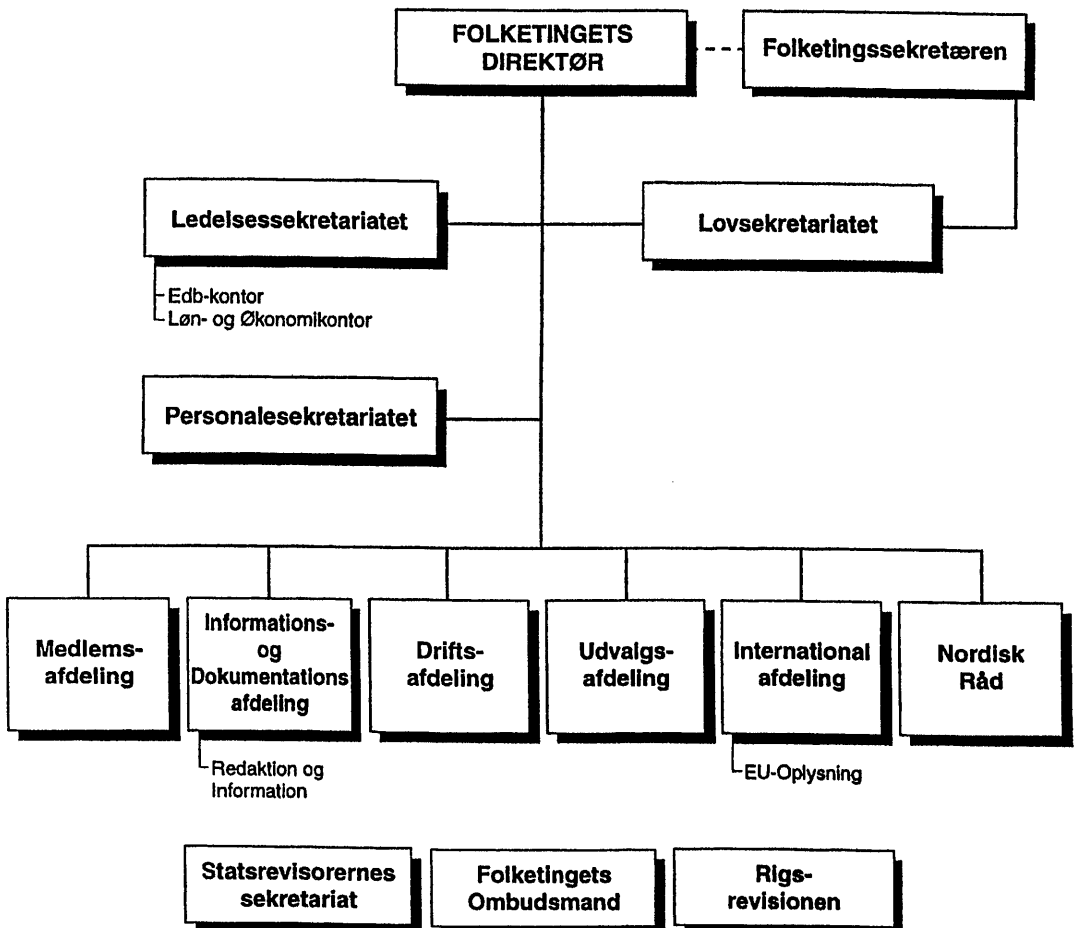 FOLKETINGETS
DIREKTØR
Folketingssekretæren
Ledelsessekretariatet
Lovsekretariatet
Edb-kontor
Løn- og Økonomikontor
Personalesekretariatet
Medlems-
afdeling
Informations-
og
Dokumentations
afdeling
Drifts-
afdeling
Udvalgs-
afdeling
International
afdeling
Nordisk
Råd
Redaktion og
Information
EU-Oplysning
Statsrevisorernes
sekretariat
Folketingets
Ombudsmand
Rigs-
revisionen